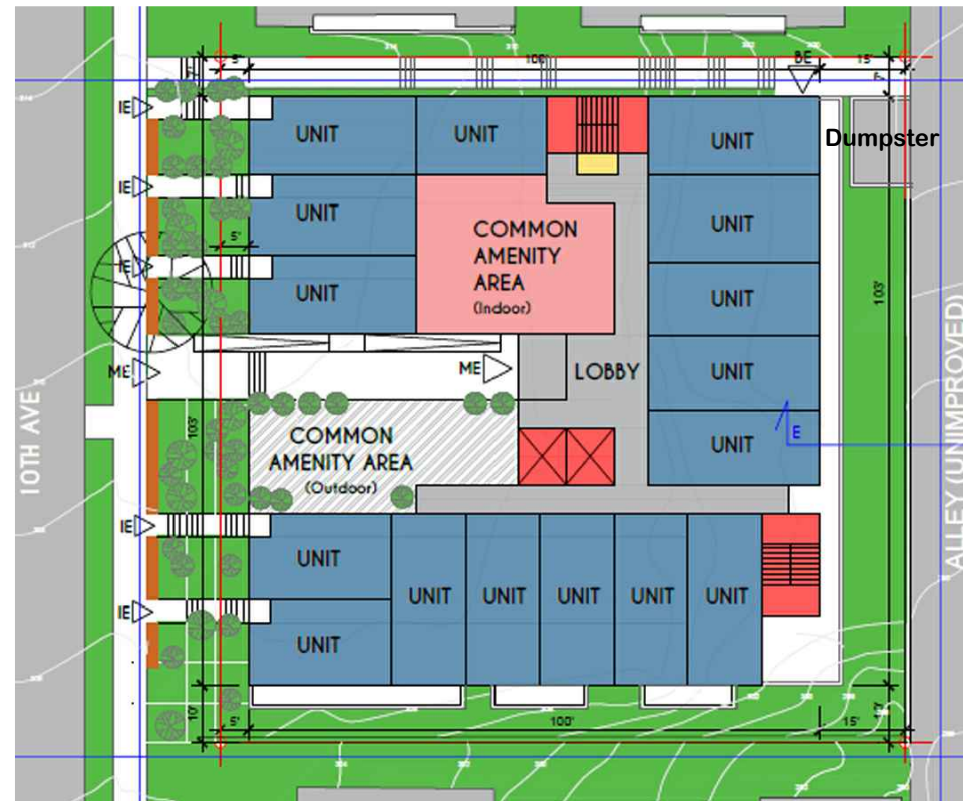 5'
100'
BE
15'
7'
7'
IE
UNIT
UNIT
UNIT
Dumpster
IE
UNIT
COMMON
AMENITY
AREA
(Indoor)
UNIT
5'
IE
UNIT
UNIT
103'
ME
ME
LOBBY
UNIT
103'
COMMON
AMENITY AREA
(Outdoor)
UNIT
E
10TH AVE
ALLEY (UNIMPROVED)
IE
UNIT
UNIT
UNIT
UNIT
UNIT
UNIT
IE
UNIT
10'
5'
100'
15'